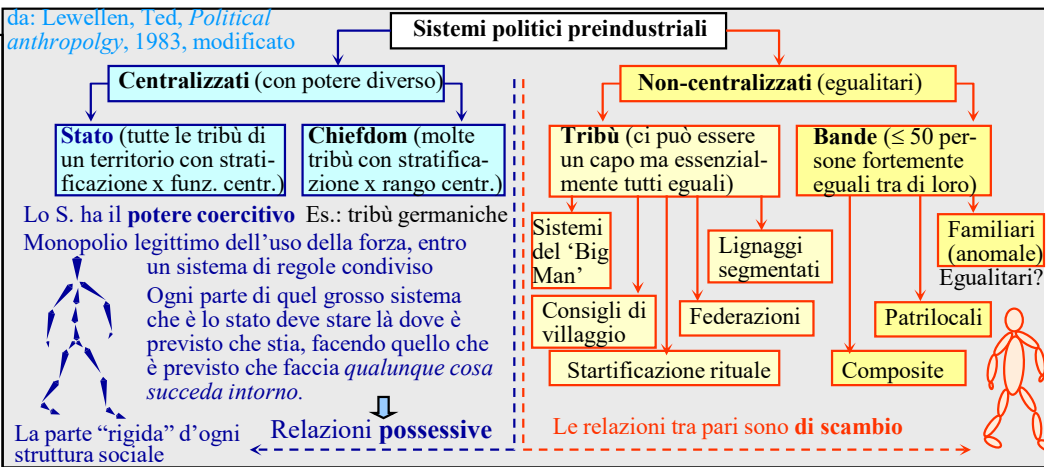 da: Lewellen, Ted, Political
anthropolgy, 1983, modificato
Sistemi politici preindustriali
Centralizzati (con potere diverso)
Non-centralizzati (egualitari)
Stato (tutte le tribù di
un territorio con strati-
ficazione x funz. centr.)
Chiefdom (molte
tribù con stratifica-
zione x rango centr.)
Tribù (ci può essere
un capo ma essenzial-
mente tutti eguali)
Bande (≤ 50 per-
sone fortemente
eguali tra di loro)
Lo S. ha il potere coercitivo
Es.: tribù germaniche
Monopolio legittimo dell’uso della forza, entro
un sistema di regole condiviso
Ogni parte di quel grosso sistema
che è lo stato deve stare là dove è
previsto che stia, facendo quello che
è previsto che faccia qualunque cosa
succeda intorno.
Sistemi
del ‘Big
Man’
Lignaggi
segmentati
Familiari
(anomale)
Egualitari?
Consigli di
villaggio
Federazioni
Patrilocali
Startificazione rituale
Composite
La parte “rigida” d’ogni
struttura sociale
Relazioni possessive
Le relazioni tra pari sono di scambio